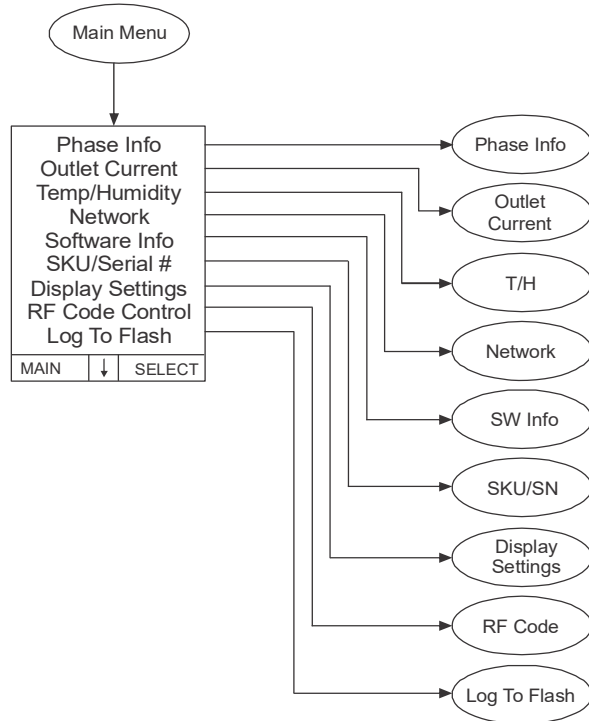 Main Menu
Phase Info
Outlet Current
Temp/Humidity
Network
Software Info
SKU/Serial #
Display Settings
RF Code Control
Log To Flash
MAIN ↓ SELECT
Phase Info
Outlet
Current
T/H
Network
SW Info
SKU/SN
Display
Settings
RF Code
Log To Flash